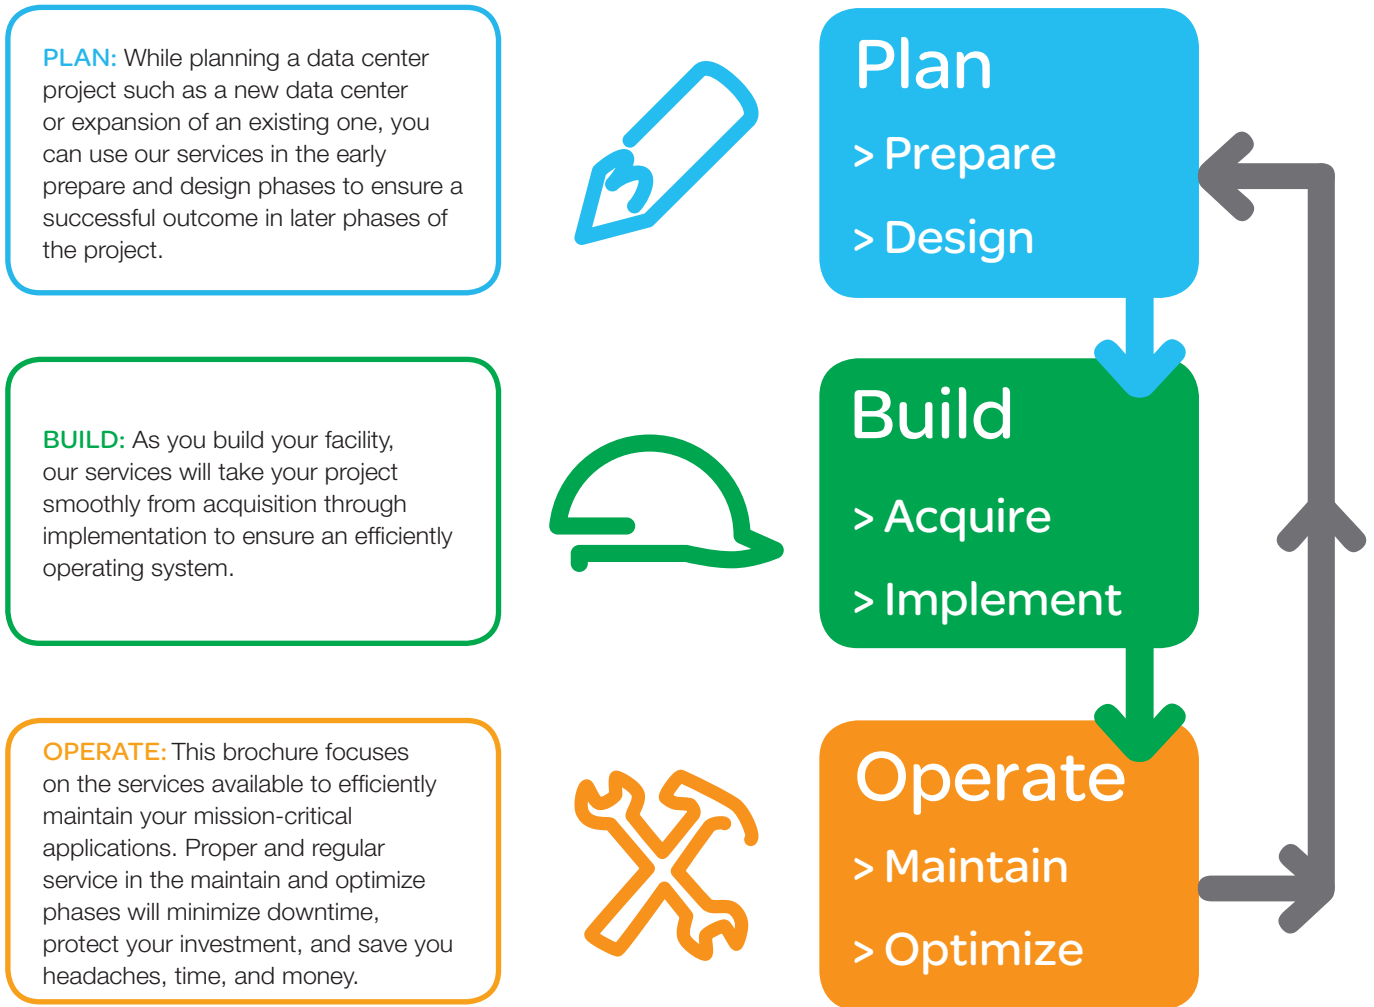 PLAN: While planning a data center
project such as a new data center
or expansion of an existing one, you
can use our services in the early
prepare and design phases to ensure a
successful outcome in later phases of
the project.
Plan
> Prepare
> Design
BUILD: As you build your facility,
our services will take your project
smoothly from acquisition through
implementation to ensure an efficiently
operating system.
Build
> Acquire
> Implement
OPERATE: This brochure focuses
on the services available to efficiently
maintain your mission-critical
applications. Proper and regular
service in the maintain and optimize
phases will minimize downtime,
protect your investment, and save you
headaches, time, and money.
Operate
> Maintain
> Optimize